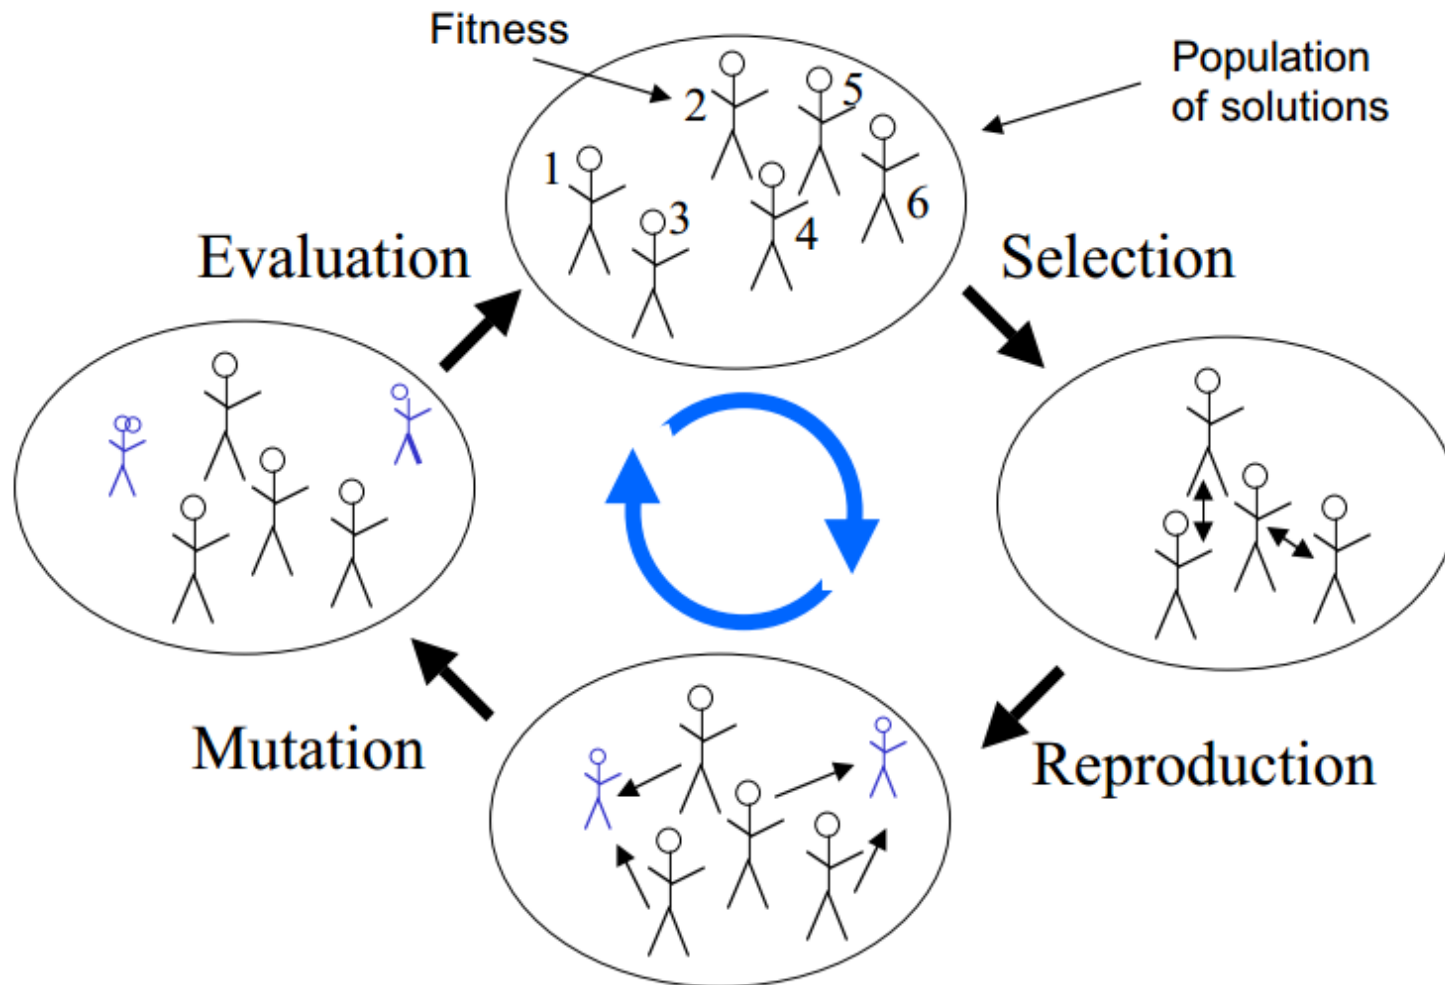 Fitness
Population
of solutions
2
5
1
3
4
6
Evaluation
Selection
Mutation
Reproduction